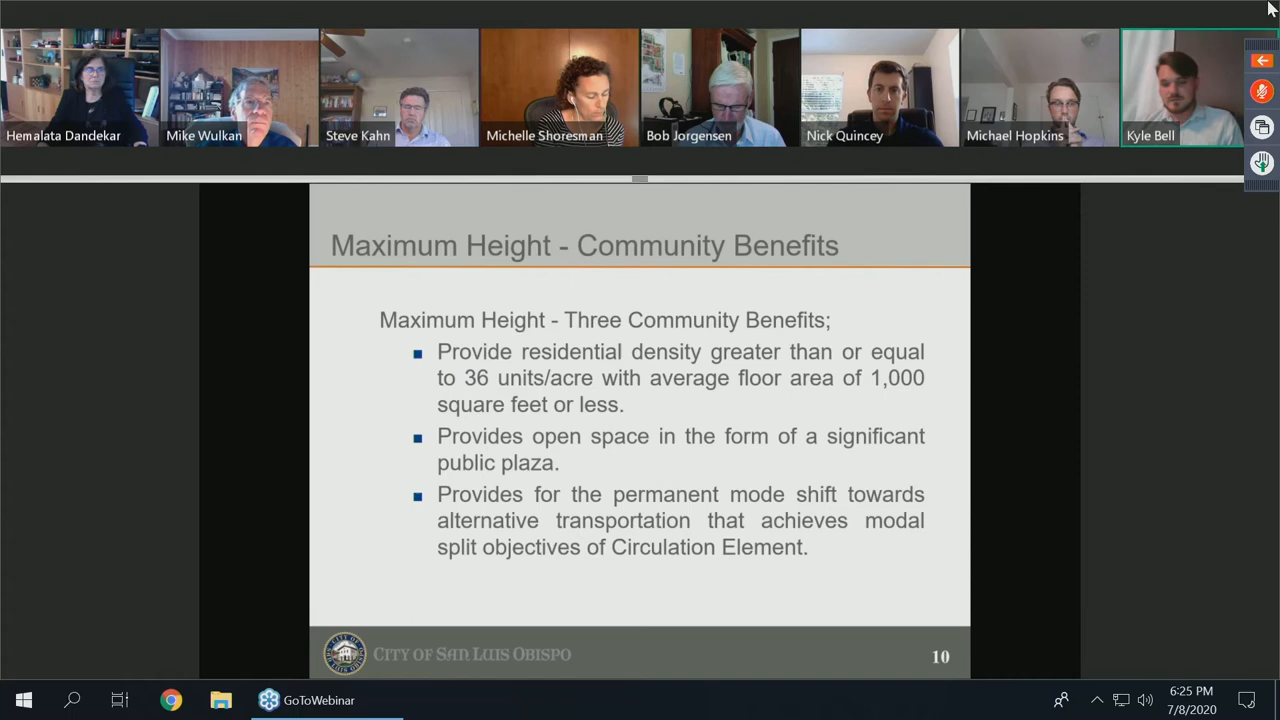 Hemalata Dandekar
Mike Wulkan
Steve Kahn
Michelle Shoresman
Bob Jorgensen
Nick Quincey
Michael Hopkins
Kyle Bell
Maximum Height - Community Benefits
Maximum Height - Three Community Benefits;
Provide residential density greater than or equal
to 36 units/acre with average floor area of 1,000
square feet or less.
Provides open space in the form of a significant
public plaza.
Provides for the permanent mode shift towards
alternative transportation that achieves modal
split objectives of Circulation Element.
CITY OF SAN LUIS OBISPO
10
GoToWebinar
6:25 PM
7/8/2020